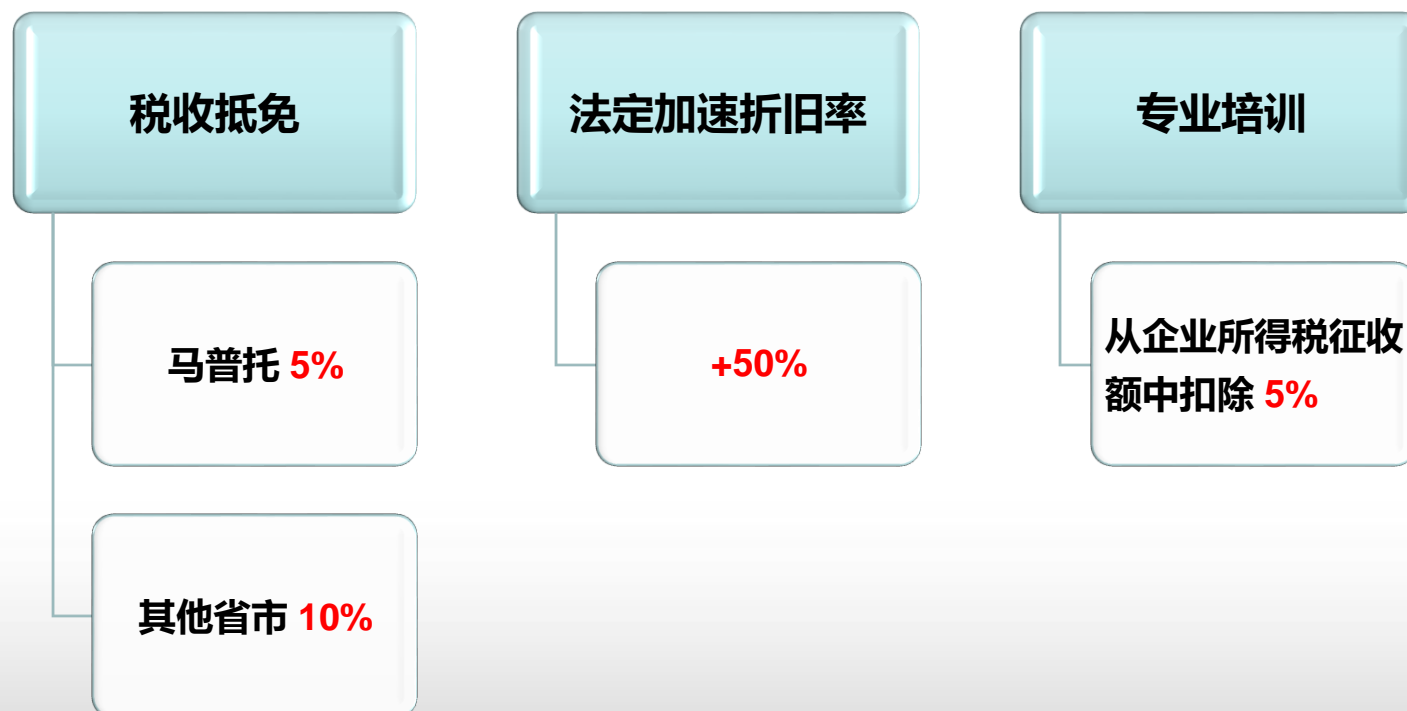 税收抵免
马普托 5%
其他省市 10%
法定加速折旧率
+50%
专业培训
从企业所得税征收
额中扣除 5%